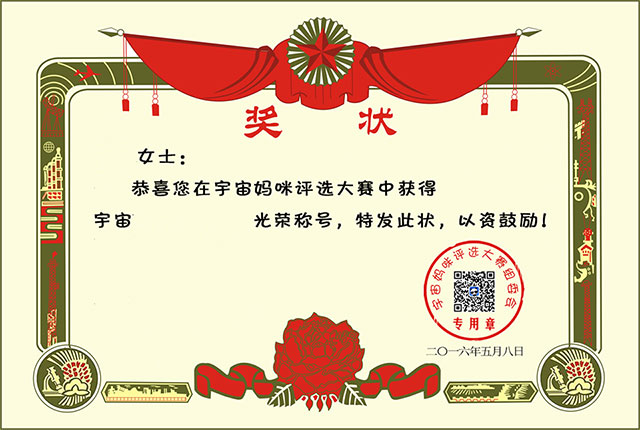 奖 状
女士：
恭喜您在宇宙妈咪评选大赛中获得
宇宙 光荣称号，特发此状，以资鼓励！
宇宙妈咪评选大赛组委会
专用章
二〇一六年五月八日